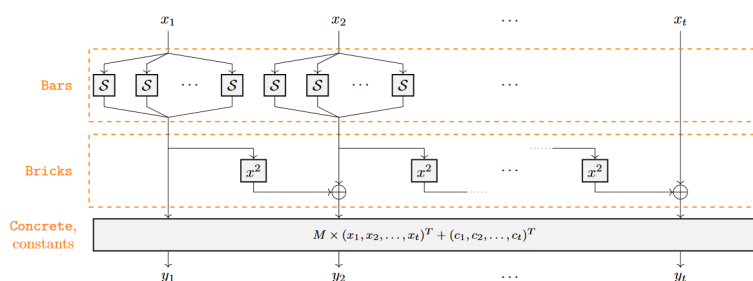 x₁ x₂ ⋯ xₜ
Bars
S S ⋯ S S S ⋯ S ⋯
Bricks
x² x² ⋯ x²
Concrete,
constants
M × (x₁, x₂, …, xₜ)ᵀ + (c₁, c₂, …, cₜ)ᵀ
y₁ y₂ ⋯ yₜ